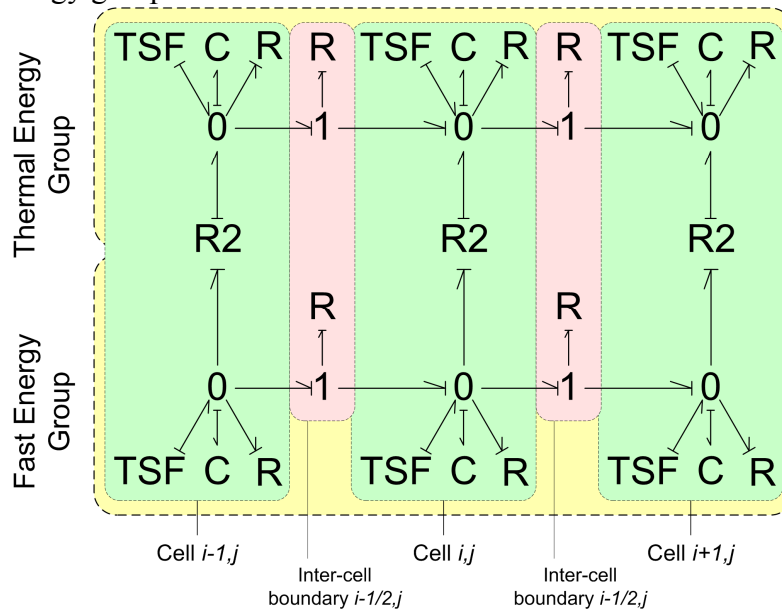 TSF C R R TSF C R R TSF C R
0 1 0 1 0
Thermal Energy
Group
R2 R2 R2
R R
0 1 0 1 0
Fast Energy
Group
TSF C R TSF C R TSF C R
Cell i-1,j Cell i,j Cell i+1,j
Inter-cell Inter-cell
boundary i-1/2,j boundary i-1/2,j